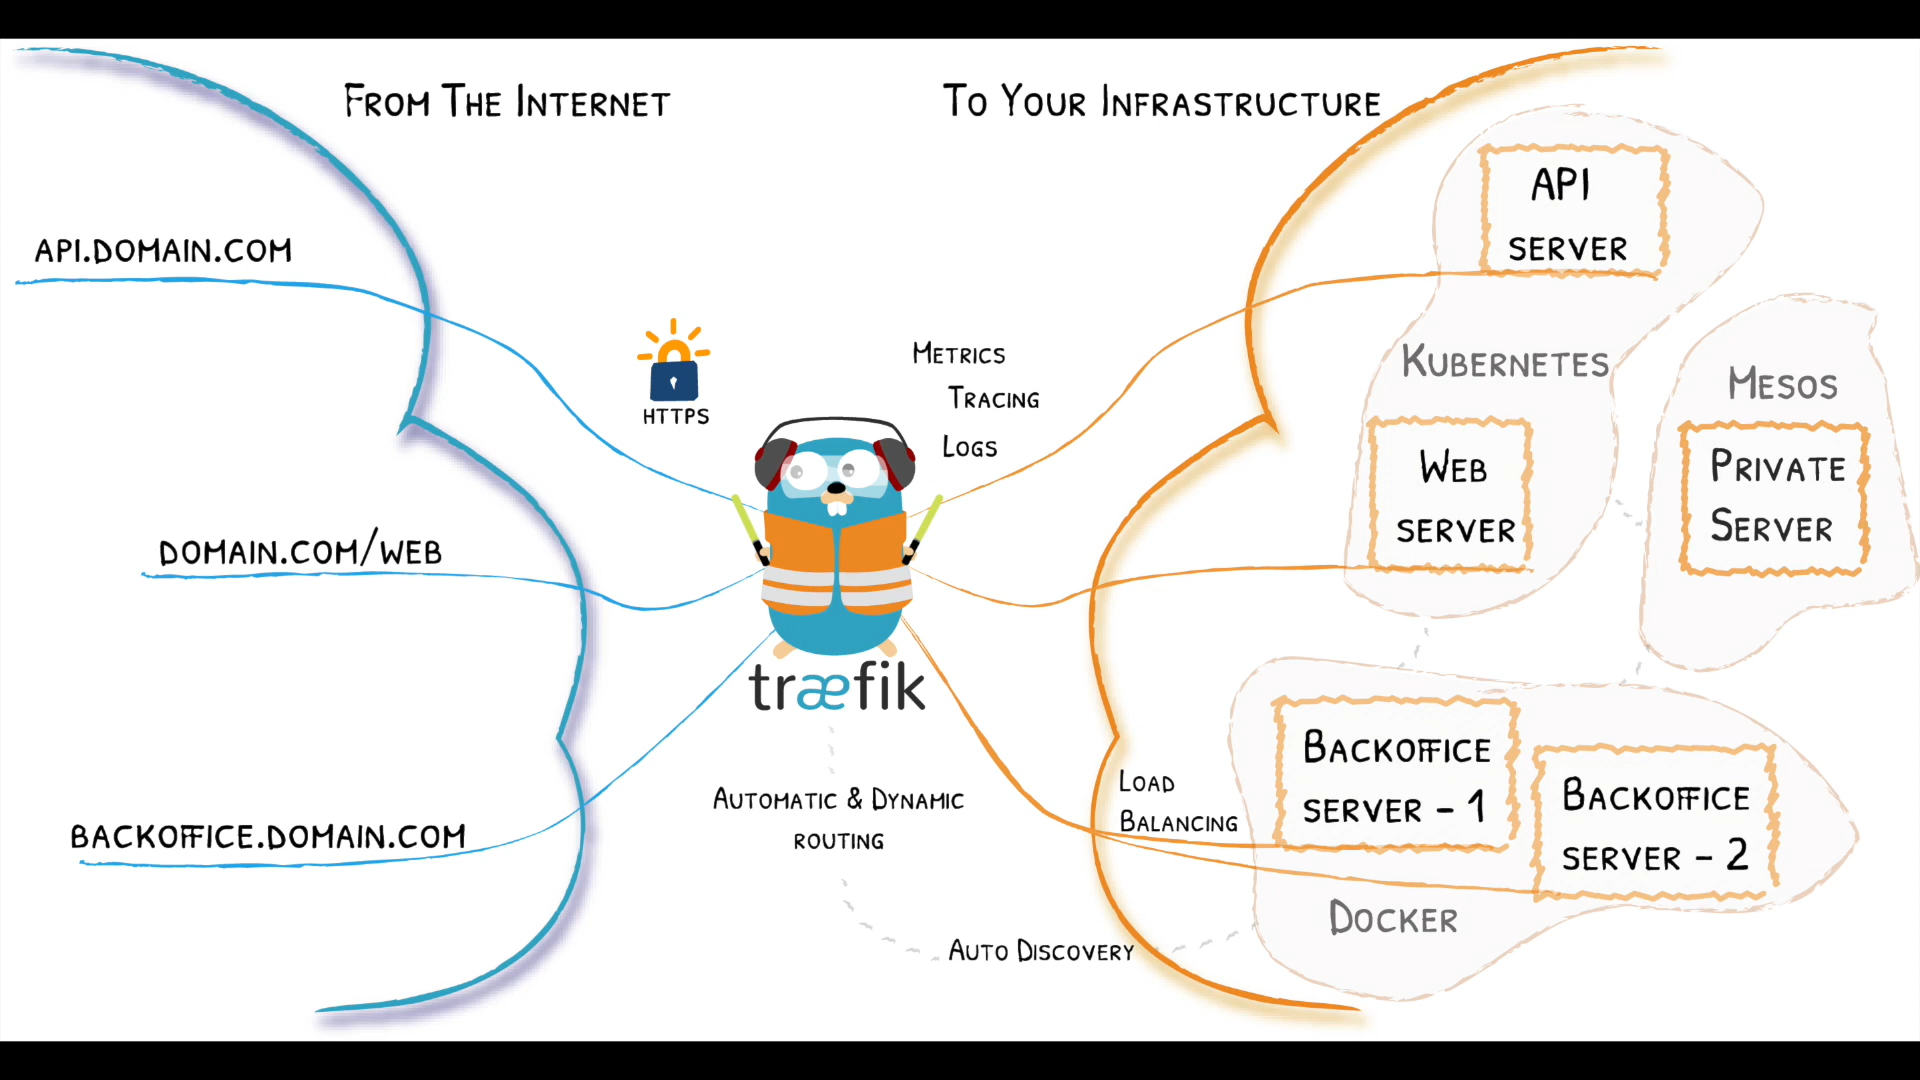 From The Internet
To Your Infrastructure
api.domain.com
domain.com/web
backoffice.domain.com
HTTPS
Metrics
Tracing
Logs
træfik
Automatic & Dynamic
routing
Auto Discovery
Load
Balancing
API
server
Kubernetes
Web
server
Mesos
Private
Server
Backoffice
server - 1
Backoffice
server - 2
Docker